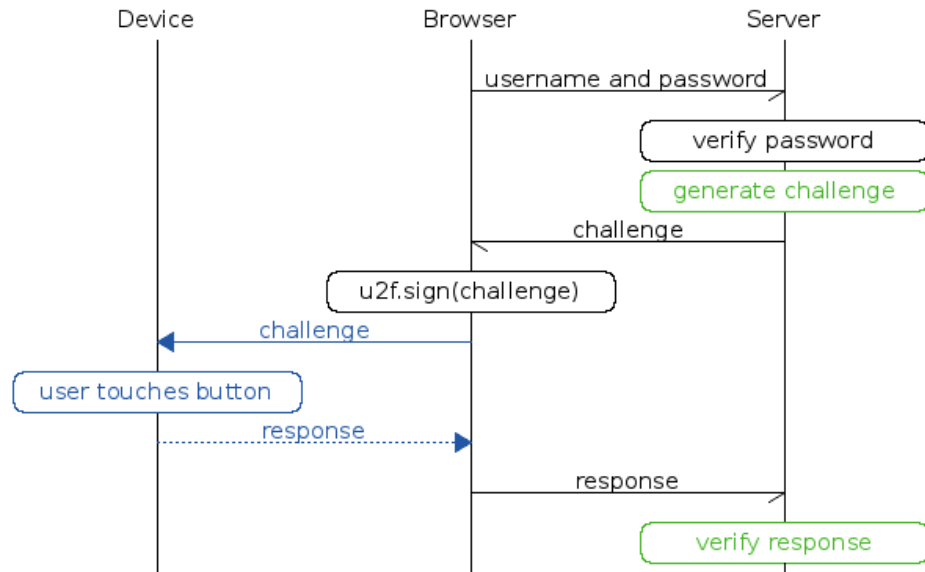 Device
Browser
Server
username and password
verify password
generate challenge
challenge
u2f.sign(challenge)
challenge
user touches button
response
response
verify response